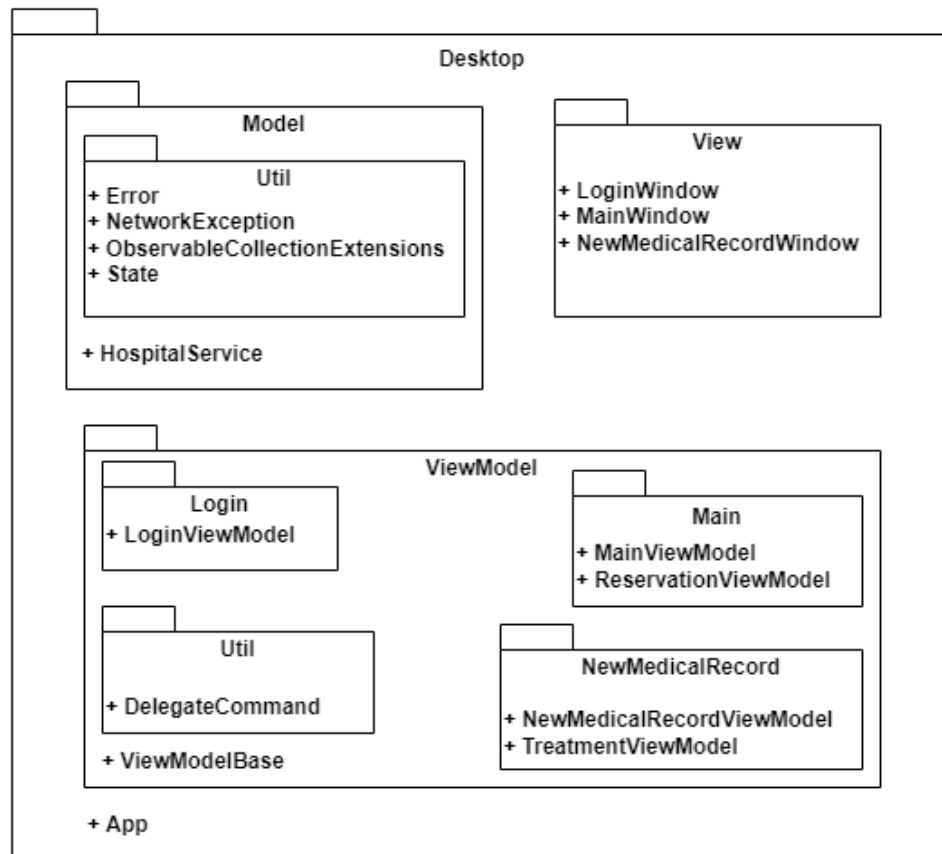 Desktop
Model
Util
+ Error
+ NetworkException
+ ObservableCollectionExtensions
+ State
+ HospitalService
View
+ LoginWindow
+ MainWindow
+ NewMedicalRecordWindow
ViewModel
Login
+ LoginViewModel
Main
+ MainViewModel
+ ReservationViewModel
Util
+ DelegateCommand
NewMedicalRecord
+ NewMedicalRecordViewModel
+ TreatmentViewModel
+ ViewModelBase
+ App